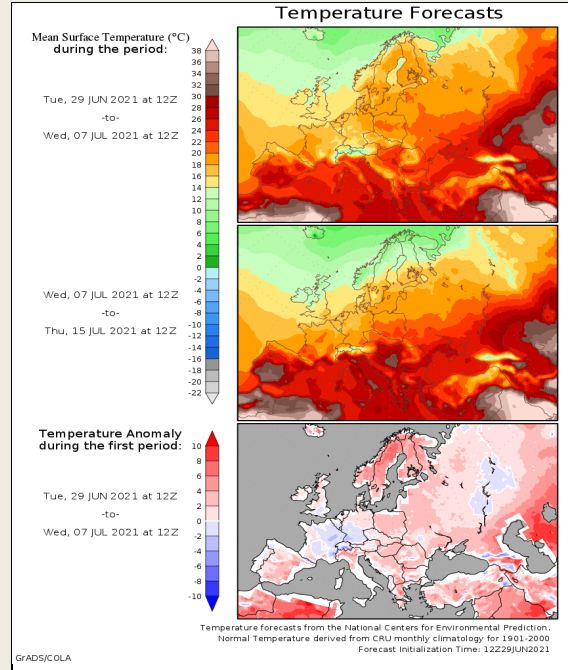 Temperature Forecasts
Mean Surface Temperature (°C)
during the period:
Tue, 29 JUN 2021 at 12Z
-to-
Wed, 07 JUL 2021 at 12Z
38
36
34
32
30
28
26
24
22
20
18
16
14
12
10
8
6
4
2
0
-2
-4
-6
-8
-10
-12
-14
-16
-18
-20
-22
Wed, 07 JUL 2021 at 12Z
-to-
Thu, 15 JUL 2021 at 12Z
Temperature Anomaly
during the first period:
Tue, 29 JUN 2021 at 12Z
-to-
Wed, 07 JUL 2021 at 12Z
10
8
6
4
2
0
-2
-4
-6
-8
-10
Temperature forecasts from the National Centers for Environmental Prediction.
Normal Temperature derived from CRU monthly climatology for 1901-2000
Forecast Initialization Time: 12Z29JUN2021
GrADS/COLA